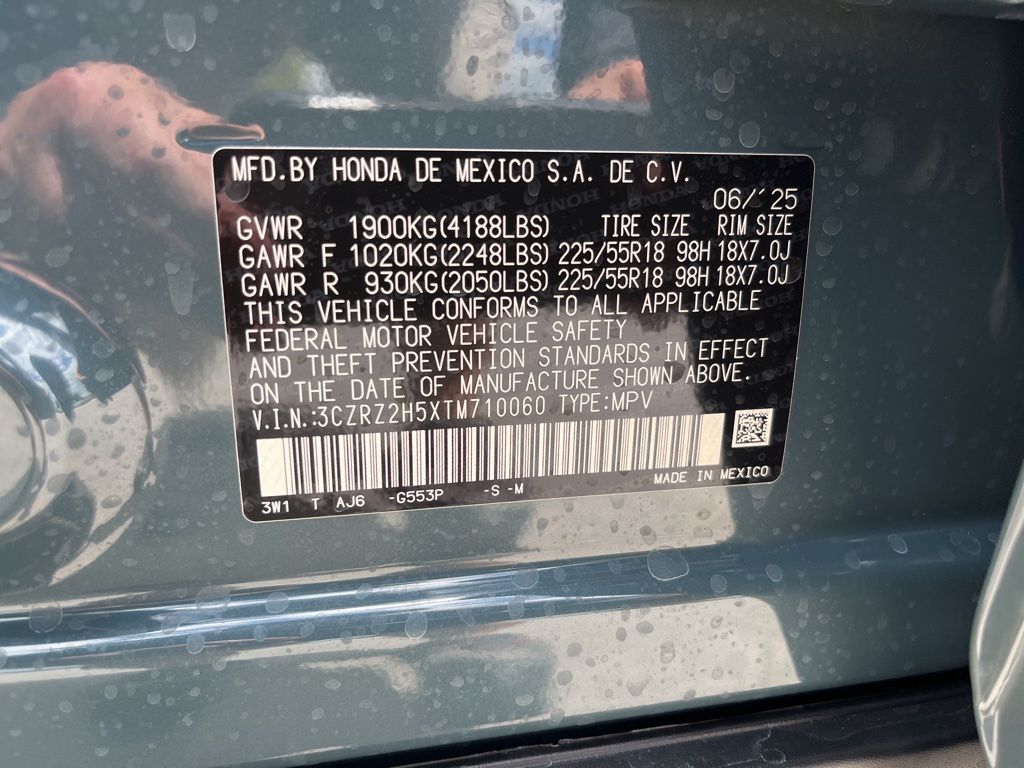 MFD.BY HONDA DE MEXICO S.A. DE C.V.
06/'25
GVWR 1900KG(4188LBS) TIRE SIZE RIM SIZE
GAWR F 1020KG(2248LBS) 225/55R18 98H 18X7.0J
GAWR R 930KG(2050LBS) 225/55R18 98H 18X7.0J
THIS VEHICLE CONFORMS TO ALL APPLICABLE
FEDERAL MOTOR VEHICLE SAFETY
AND THEFT PREVENTION STANDARDS IN EFFECT
ON THE DATE OF MANUFACTURE SHOWN ABOVE.
V.I.N.:3CZRZ2H5XTM710060 TYPE:MPV
MADE IN MEXICO
3W1 T AJ6 -G553P -S -M